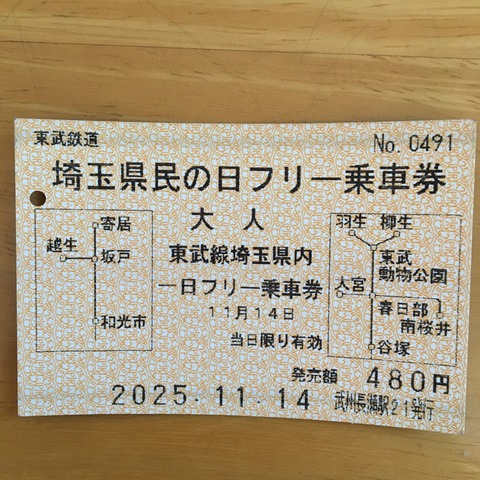 東武鉄道
No. 0491
埼玉県民の日フリー乗車券
大人
東武線埼玉県内
一日フリー乗車券
11月14日
当日限り有効
寄居
越生
坂戸
和光市
羽生 柳生
東武
動物公園
大宮
春日部
南桜井
谷塚
発売額 480円
2025.11.14
武州長瀬駅21発行